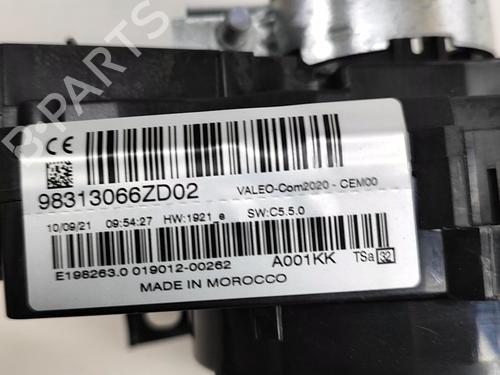 B-PARTS
CE
98313066ZD02
VALEO-Com2020 - CEM00
10/09/21 09:54:27 HW:1921_e SW:C5.5.0
E198263.0 019012-00262
A001KK TSa 32
MADE IN MOROCCO